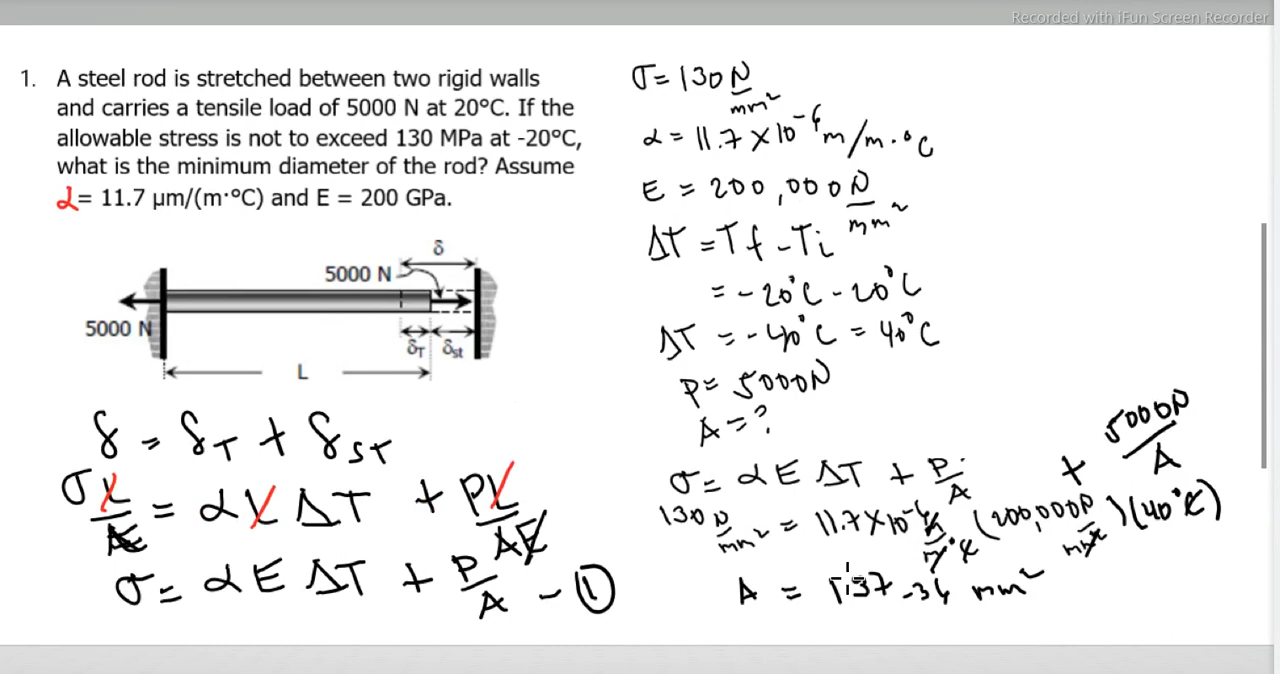 Recorded with iFun Screen Recorder
1. A steel rod is stretched between two rigid walls
and carries a tensile load of 5000 N at 20°C. If the
allowable stress is not to exceed 130 MPa at -20°C,
what is the minimum diameter of the rod? Assume
α= 11.7 µm/(m·°C) and E = 200 GPa.
δ
5000 N
5000 N
δT δst
L
δ = δT + δST
σL/AE = αLΔT + PL/AE
σ = αEΔT + P/A - ①
σ = 130 N/mm²
α = 11.7 X 10⁻⁶ m/m·°C
E = 200,000 N/mm²
ΔT = Tf - Ti
= -20°C - 20°C
ΔT = -40°C = 40°C
P = 5000N
A = ?
σ = αEΔT + P/A
130 N/mm² = 11.7X10⁻⁶ m/m·°C (200,000 N/mm²)(40°C) + 5000N/A
A = 137.36 mm²